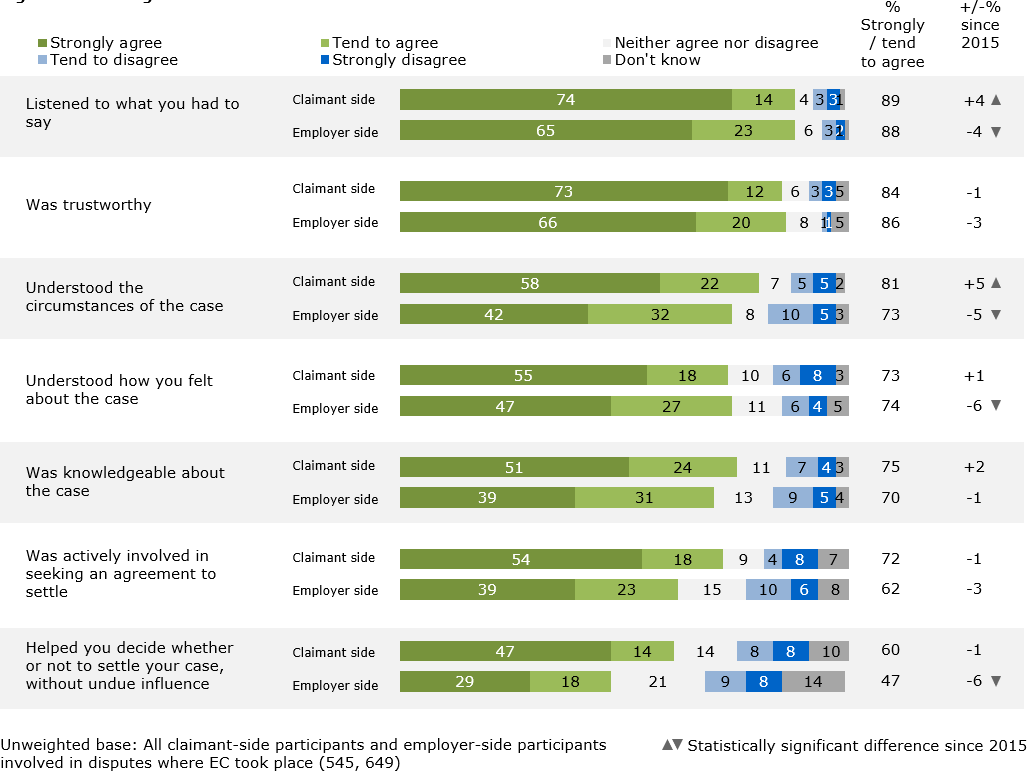 %
Strongly
/ tend
to agree
+/-%
since
2015
Strongly agree
Tend to agree
Neither agree nor disagree
Tend to disagree
Strongly disagree
Don't know
Listened to what you had to
say
Claimant side 74 14 4 3 3 1 89 +4 ▲
Employer side 65 23 6 3 2 88 -4 ▼
Was trustworthy
Claimant side 73 12 6 3 3 5 84 -1
Employer side 66 20 8 1 1 5 86 -3
Understood the
circumstances of the case
Claimant side 58 22 7 5 5 2 81 +5 ▲
Employer side 42 32 8 10 5 3 73 -5 ▼
Understood how you felt
about the case
Claimant side 55 18 10 6 8 3 73 +1
Employer side 47 27 11 6 4 5 74 -6 ▼
Was knowledgeable about
the case
Claimant side 51 24 11 7 4 3 75 +2
Employer side 39 31 13 9 5 4 70 -1
Was actively involved in
seeking an agreement to
settle
Claimant side 54 18 9 4 8 7 72 -1
Employer side 39 23 15 10 6 8 62 -3
Helped you decide whether
or not to settle your case,
without undue influence
Claimant side 47 14 14 8 8 10 60 -1
Employer side 29 18 21 9 8 14 47 -6 ▼
Unweighted base: All claimant-side participants and employer-side participants
involved in disputes where EC took place (545, 649)
▲▼ Statistically significant difference since 2015